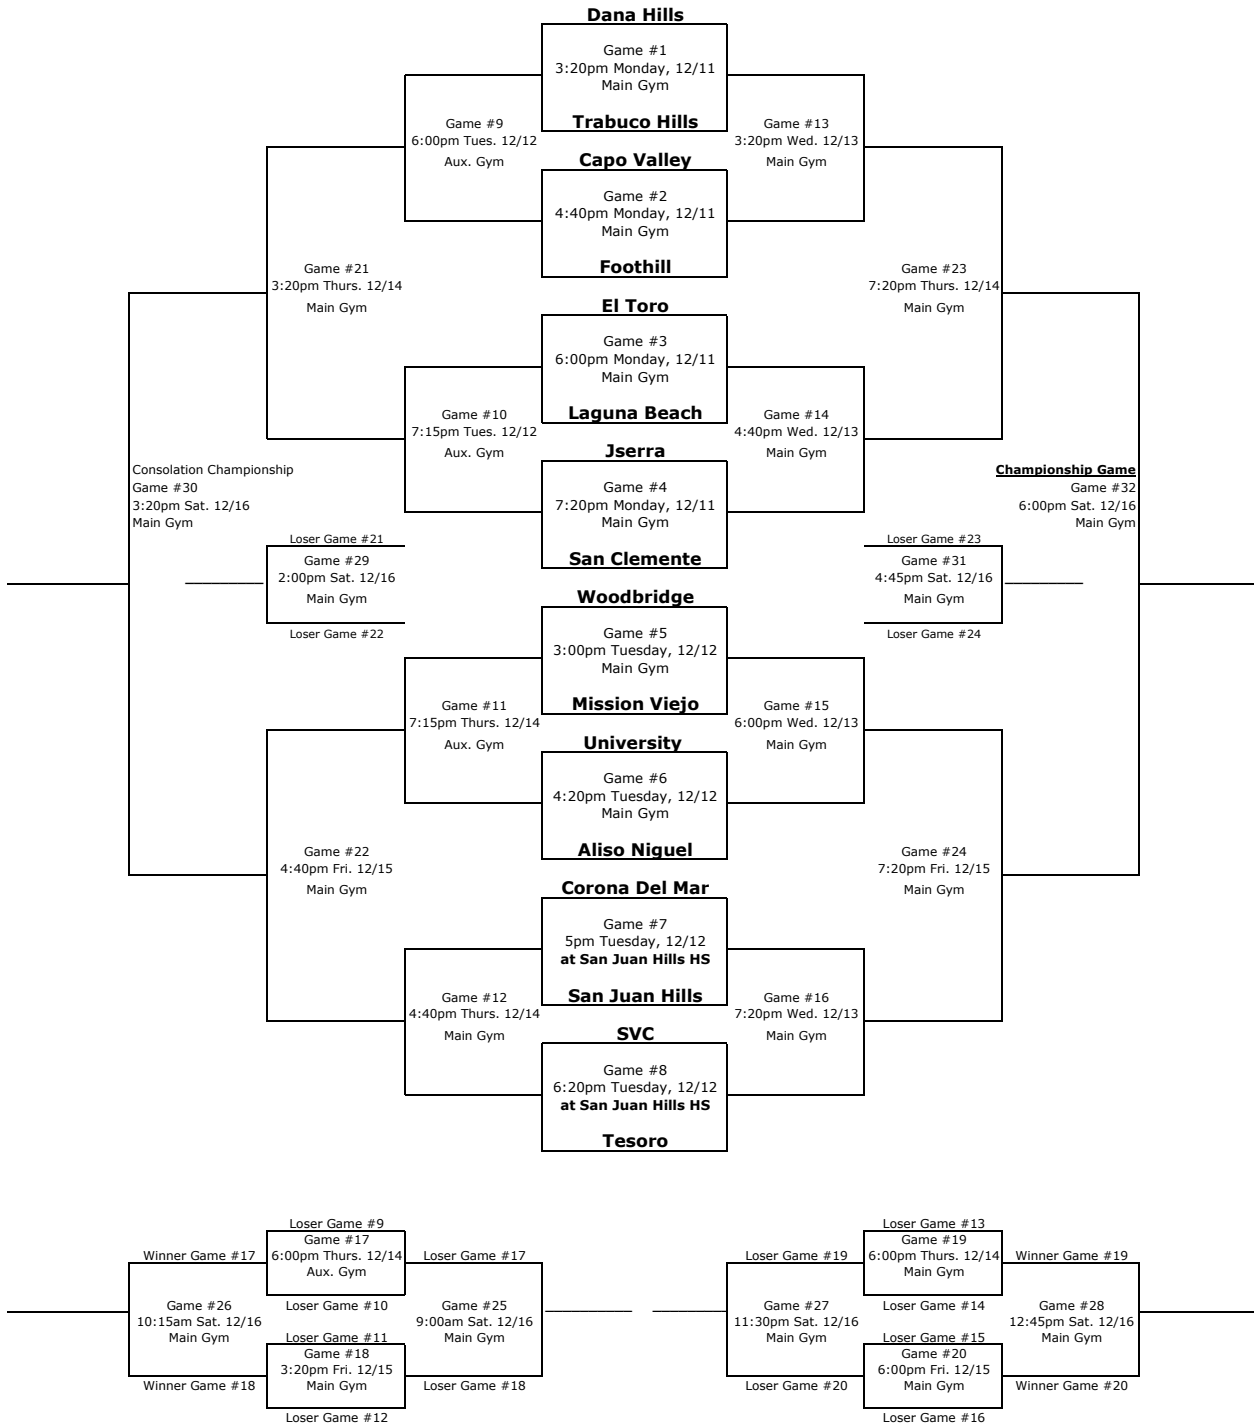 Dana Hills
Game #1
3:20pm Monday, 12/11
Main Gym
Trabuco Hills
Game #9
6:00pm Tues. 12/12
Aux. Gym
Game #13
3:20pm Wed. 12/13
Main Gym
Capo Valley
Game #2
4:40pm Monday, 12/11
Main Gym
Foothill
Game #21
3:20pm Thurs. 12/14
Main Gym
Game #23
7:20pm Thurs. 12/14
Main Gym
El Toro
Game #3
6:00pm Monday, 12/11
Main Gym
Laguna Beach
Game #10
7:15pm Tues. 12/12
Aux. Gym
Game #14
4:40pm Wed. 12/13
Main Gym
Jserra
Game #4
7:20pm Monday, 12/11
Main Gym
San Clemente
Consolation Championship
Game #30
3:20pm Sat. 12/16
Main Gym
Championship Game
Game #32
6:00pm Sat. 12/16
Main Gym
Loser Game #21
Game #29
2:00pm Sat. 12/16
Main Gym
Loser Game #22
Loser Game #23
Game #31
4:45pm Sat. 12/16
Main Gym
Loser Game #24
Woodbridge
Game #5
3:00pm Tuesday, 12/12
Main Gym
Mission Viejo
Game #11
7:15pm Thurs. 12/14
Aux. Gym
Game #15
6:00pm Wed. 12/13
Main Gym
University
Game #6
4:20pm Tuesday, 12/12
Main Gym
Aliso Niguel
Game #22
4:40pm Fri. 12/15
Main Gym
Game #24
7:20pm Fri. 12/15
Main Gym
Corona Del Mar
Game #7
5pm Tuesday, 12/12
at San Juan Hills HS
San Juan Hills
Game #12
4:40pm Thurs. 12/14
Main Gym
Game #16
7:20pm Wed. 12/13
Main Gym
SVC
Game #8
6:20pm Tuesday, 12/12
at San Juan Hills HS
Tesoro
Loser Game #9
Game #17
6:00pm Thurs. 12/14
Aux. Gym
Loser Game #10
Winner Game #17
Loser Game #17
Game #26
10:15am Sat. 12/16
Main Gym
Game #25
9:00am Sat. 12/16
Main Gym
Loser Game #11
Game #18
3:20pm Fri. 12/15
Main Gym
Loser Game #12
Winner Game #18
Loser Game #18
Loser Game #13
Game #19
6:00pm Thurs. 12/14
Main Gym
Loser Game #14
Loser Game #19
Winner Game #19
Game #27
11:30pm Sat. 12/16
Main Gym
Game #28
12:45pm Sat. 12/16
Main Gym
Loser Game #15
Game #20
6:00pm Fri. 12/15
Main Gym
Loser Game #16
Loser Game #20
Winner Game #20